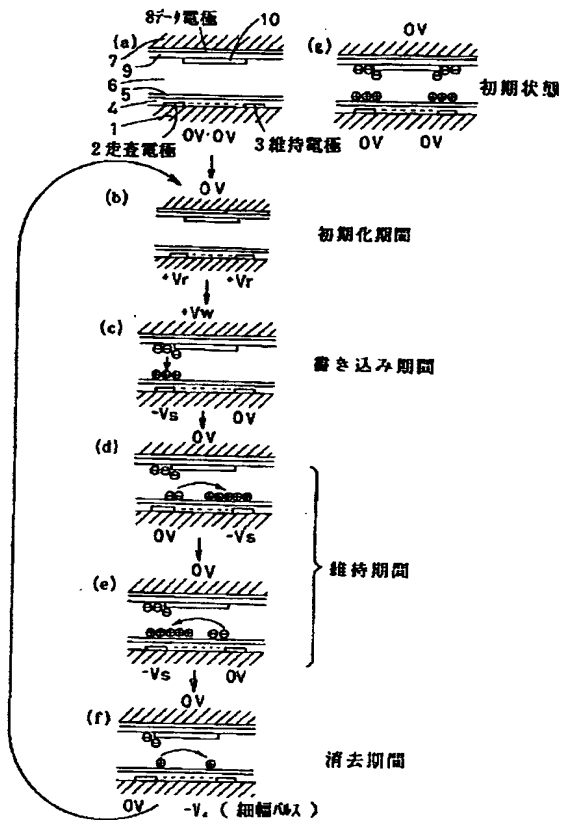 (a)
8データ電極
10
7
9
6
5
4
1
0V・0V
2走査電極
3維持電極
(g)
0V
初期状態
0V 0V
(b)
0V
初期化期間
+Vr +Vr
(c)
+Vw
書き込み期間
-Vs 0V
(d)
0V
0V -Vs
維持期間
(e)
0V
-Vs 0V
(f)
0V
消去期間
0V
(細幅パルス)